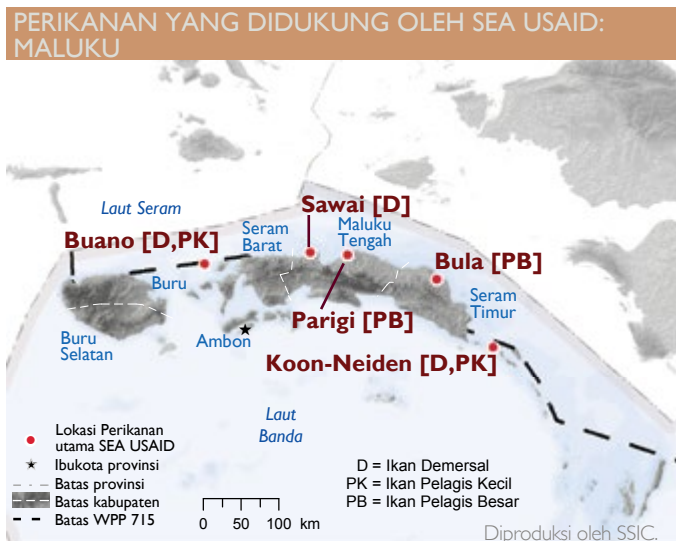 PERIKANAN YANG DIDUKUNG OLEH SEA USAID:
MALUKU
Laut Seram
Sawai [D]
Buano [D,PK]
Seram
Barat
Maluku
Tengah
Bula [PB]
Buru
Seram
Timur
Parigi [PB]
Buru
Selatan
Ambon
Koon-Neiden [D,PK]
Laut
Banda
Lokasi Perikanan
utama SEA USAID
Ibukota provinsi
Batas provinsi
Batas kabupaten
Batas WPP 715
0 50 100 km
D = Ikan Demersal
PK = Ikan Pelagis Kecil
PB = Ikan Pelagis Besar
Diproduksi oleh SSIC.